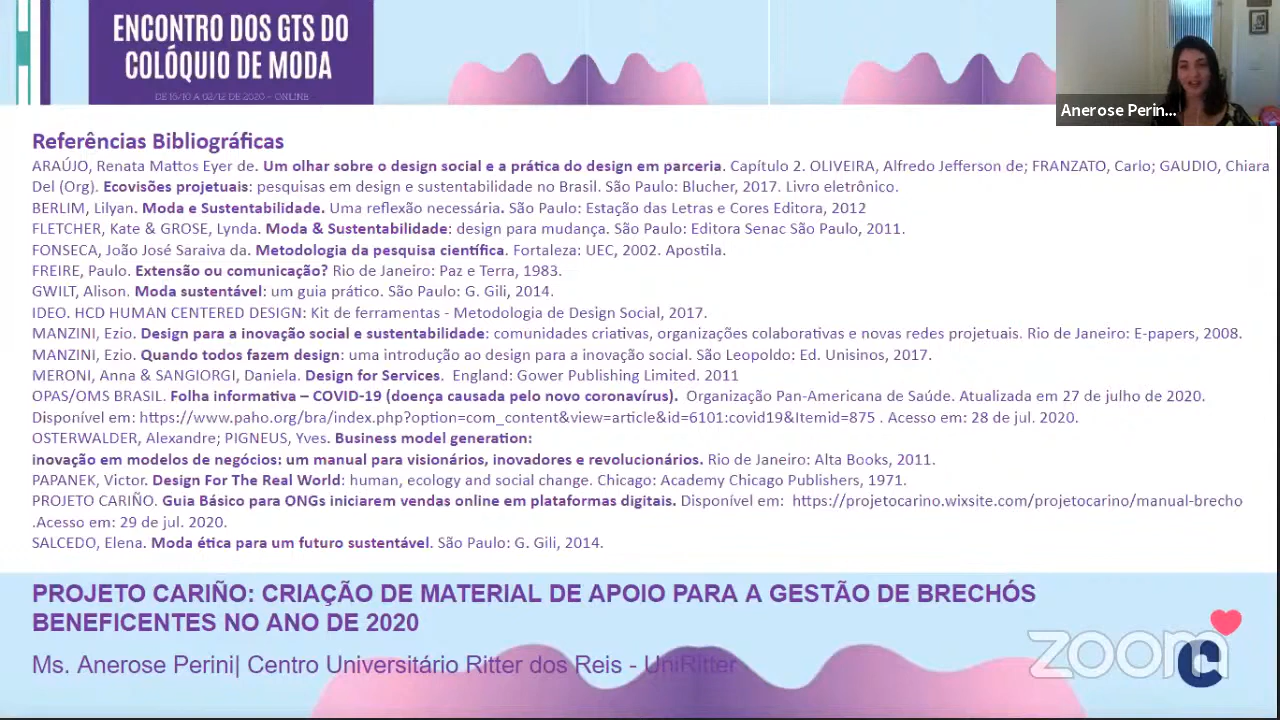 ENCONTRO DOS GTS DO
COLÓQUIO DE MODA
DE 15/10 A 02/12 DE 2020 - ONLINE
Anerose Perin...
Referências Bibliográficas
ARAÚJO, Renata Mattos Eyer de. Um olhar sobre o design social e a prática do design em parceria. Capítulo 2. OLIVEIRA, Alfredo Jefferson de; FRANZATO, Carlo; GAUDIO, Chiara
Del (Org). Ecovisões projetuais: pesquisas em design e sustentabilidade no Brasil. São Paulo: Blucher, 2017. Livro eletrônico.
BERLIM, Lilyan. Moda e Sustentabilidade. Uma reflexão necessária. São Paulo: Estação das Letras e Cores Editora, 2012
FLETCHER, Kate & GROSE, Lynda. Moda & Sustentabilidade: design para mudança. São Paulo: Editora Senac São Paulo, 2011.
FONSECA, João José Saraiva da. Metodologia da pesquisa científica. Fortaleza: UEC, 2002. Apostila.
FREIRE, Paulo. Extensão ou comunicação? Rio de Janeiro: Paz e Terra, 1983.
GWILT, Alison. Moda sustentável: um guia prático. São Paulo: G. Gili, 2014.
IDEO. HCD HUMAN CENTERED DESIGN: Kit de ferramentas - Metodologia de Design Social, 2017.
MANZINI, Ezio. Design para a inovação social e sustentabilidade: comunidades criativas, organizações colaborativas e novas redes projetuais. Rio de Janeiro: E-papers, 2008.
MANZINI, Ezio. Quando todos fazem design: uma introdução ao design para a inovação social. São Leopoldo: Ed. Unisinos, 2017.
MERONI, Anna & SANGIORGI, Daniela. Design for Services. England: Gower Publishing Limited. 2011
OPAS/OMS BRASIL. Folha informativa – COVID-19 (doença causada pelo novo coronavírus). Organização Pan-Americana de Saúde. Atualizada em 27 de julho de 2020.
Disponível em: https://www.paho.org/bra/index.php?option=com_content&view=article&id=6101:covid19&Itemid=875 . Acesso em: 28 de jul. 2020.
OSTERWALDER, Alexandre; PIGNEUS, Yves. Business model generation:
inovação em modelos de negócios: um manual para visionários, inovadores e revolucionários. Rio de Janeiro: Alta Books, 2011.
PAPANEK, Victor. Design For The Real World: human, ecology and social change. Chicago: Academy Chicago Publishers, 1971.
PROJETO CARIÑO. Guia Básico para ONGs iniciarem vendas online em plataformas digitais. Disponível em: https://projetocarino.wixsite.com/projetocarino/manual-brecho
.Acesso em: 29 de jul. 2020.
SALCEDO, Elena. Moda ética para um futuro sustentável. São Paulo: G. Gili, 2014.
PROJETO CARIÑO: CRIAÇÃO DE MATERIAL DE APOIO PARA A GESTÃO DE BRECHÓS
BENEFICENTES NO ANO DE 2020
Ms. Anerose Perini| Centro Universitário Ritter dos Reis - UniRitter
zoom